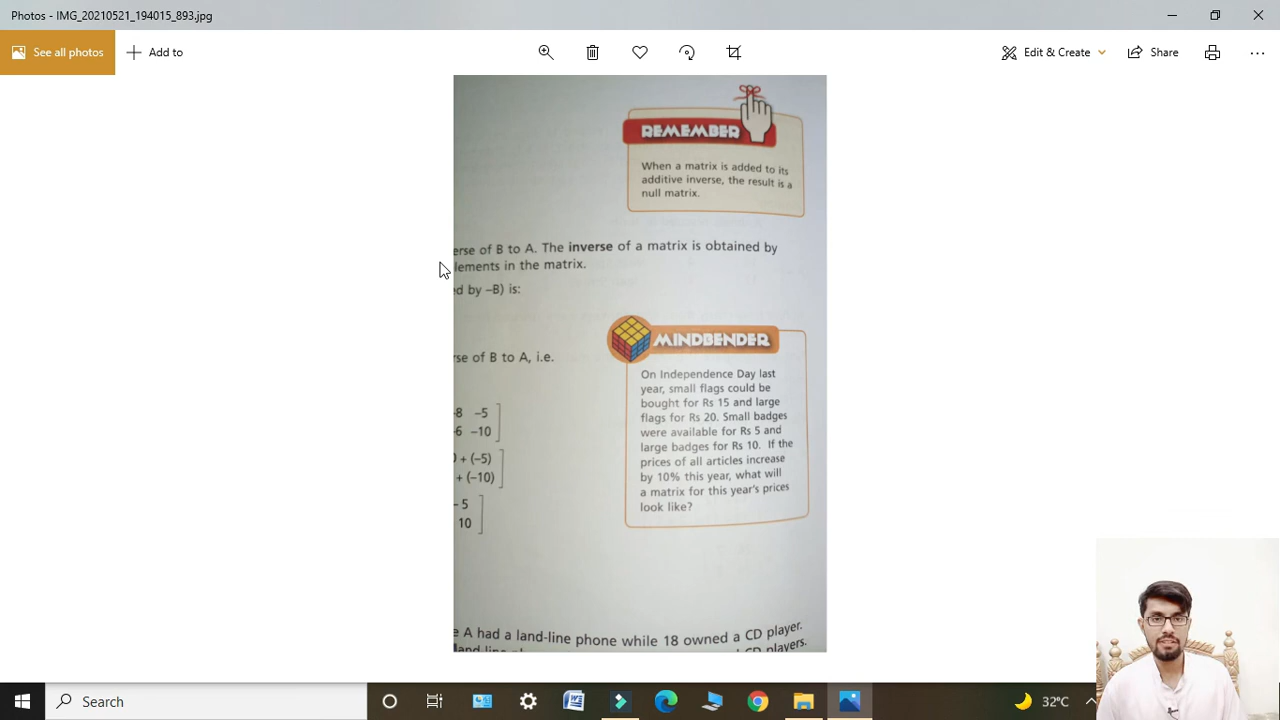 Photos - IMG_20210521_194015_893.jpg
See all photos
Add to
Edit & Create
Share
REMEMBER
When a matrix is added to its
additive inverse, the result is a
null matrix.
erse of B to A. The inverse of a matrix is obtained by
lements in the matrix.
ed by –B) is:
rse of B to A, i.e.
-8 –5
-6 –10
0 + (–5)
+ (–10)
– 5
10
MINDBENDER
On Independence Day last
year, small flags could be
bought for Rs 15 and large
flags for Rs 20. Small badges
were available for Rs 5 and
large badges for Rs 10. If the
prices of all articles increase
by 10% this year, what will
a matrix for this year's prices
look like?
e A had a land-line phone while 18 owned a CD player.
land-line CD players.
Search
32°C